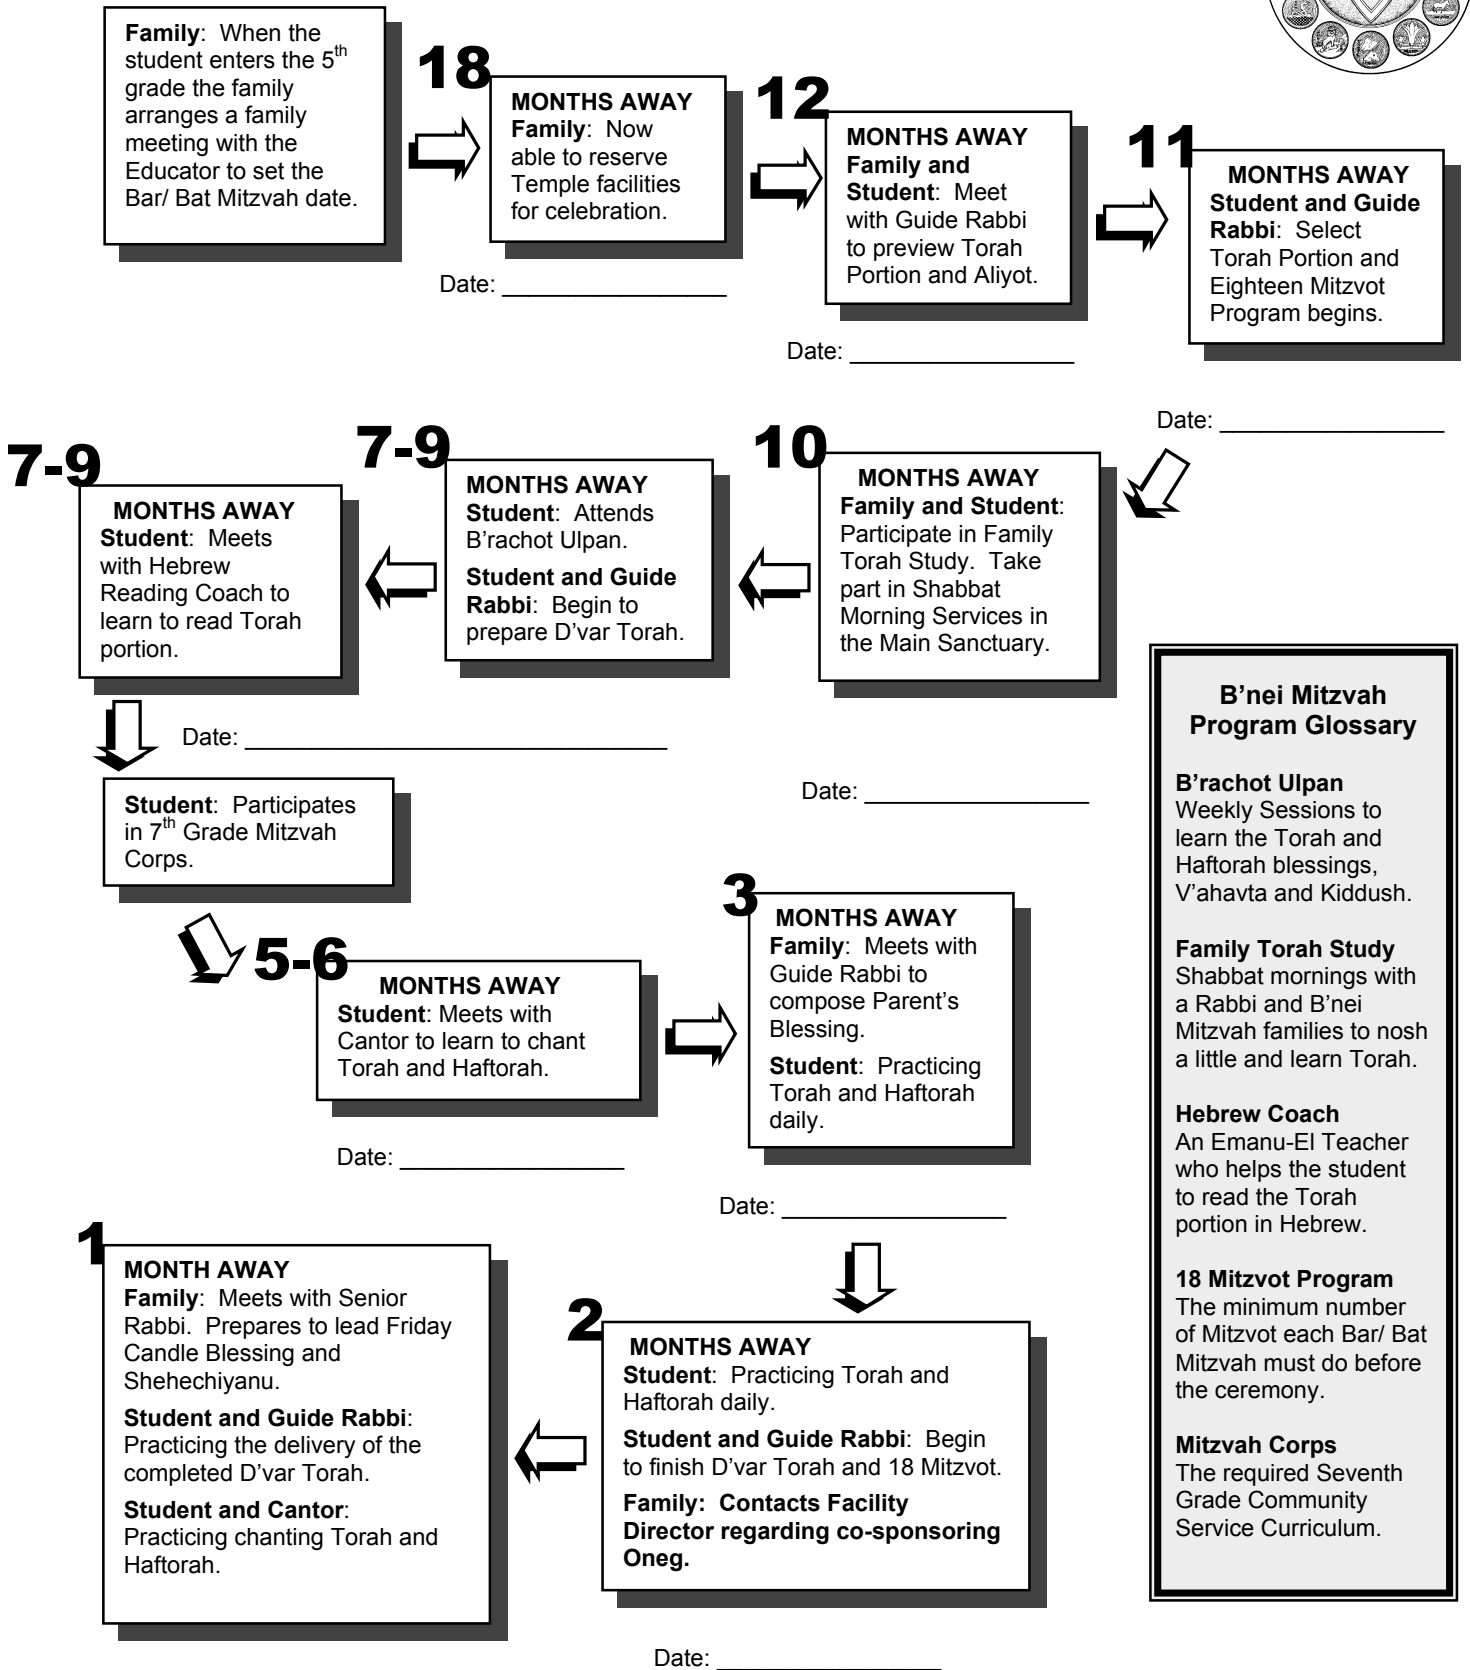 Family:  When the
student enters the 5th
grade the family
arranges a family
meeting with the
Educator to set the
Bar/ Bat Mitzvah date.
18
MONTHS AWAY
Family:  Now
able to reserve
Temple facilities
for celebration.
Date: _________________
12
MONTHS AWAY
Family and
Student:  Meet
with Guide Rabbi
to preview Torah
Portion and Aliyot.
Date: _________________
11
MONTHS AWAY
Student and Guide
Rabbi:  Select
Torah Portion and
Eighteen Mitzvot
Program begins.
Date: _________________
10
MONTHS AWAY
Family and Student:
Participate in Family
Torah Study.  Take
part in Shabbat
Morning Services in
the Main Sanctuary.
Date: _________________
7-9
MONTHS AWAY
Student:  Attends
B'rachot Ulpan.
Student and Guide
Rabbi:  Begin to
prepare D'var Torah.
7-9
MONTHS AWAY
Student:  Meets
with Hebrew
Reading Coach to
learn to read Torah
portion.
Date: ________________________________
Student:  Participates
in 7th Grade Mitzvah
Corps.
5-6
MONTHS AWAY
Student: Meets with
Cantor to learn to chant
Torah and Haftorah.
Date: _________________
3
MONTHS AWAY
Family:  Meets with
Guide Rabbi to
compose Parent's
Blessing.
Student:  Practicing
Torah and Haftorah
daily.
Date: _________________
2
MONTHS AWAY
Student:  Practicing Torah and
Haftorah daily.
Student and Guide Rabbi:  Begin
to finish D'var Torah and 18 Mitzvot.
Family:  Contacts Facility
Director regarding co-sponsoring
Oneg.
Date: _________________
1
MONTH AWAY
Family:  Meets with Senior
Rabbi.  Prepares to lead Friday
Candle Blessing and
Shehechiyanu.
Student and Guide Rabbi:
Practicing the delivery of the
completed D'var Torah.
Student and Cantor:
Practicing chanting Torah and
Haftorah.
B'nei Mitzvah
Program Glossary
B'rachot Ulpan
Weekly Sessions to
learn the Torah and
Haftorah blessings,
V'ahavta and Kiddush.
Family Torah Study
Shabbat mornings with
a Rabbi and B'nei
Mitzvah families to nosh
a little and learn Torah.
Hebrew Coach
An Emanu-El Teacher
who helps the student
to read the Torah
portion in Hebrew.
18 Mitzvot Program
The minimum number
of Mitzvot each Bar/ Bat
Mitzvah must do before
the ceremony.
Mitzvah Corps
The required Seventh
Grade Community
Service Curriculum.